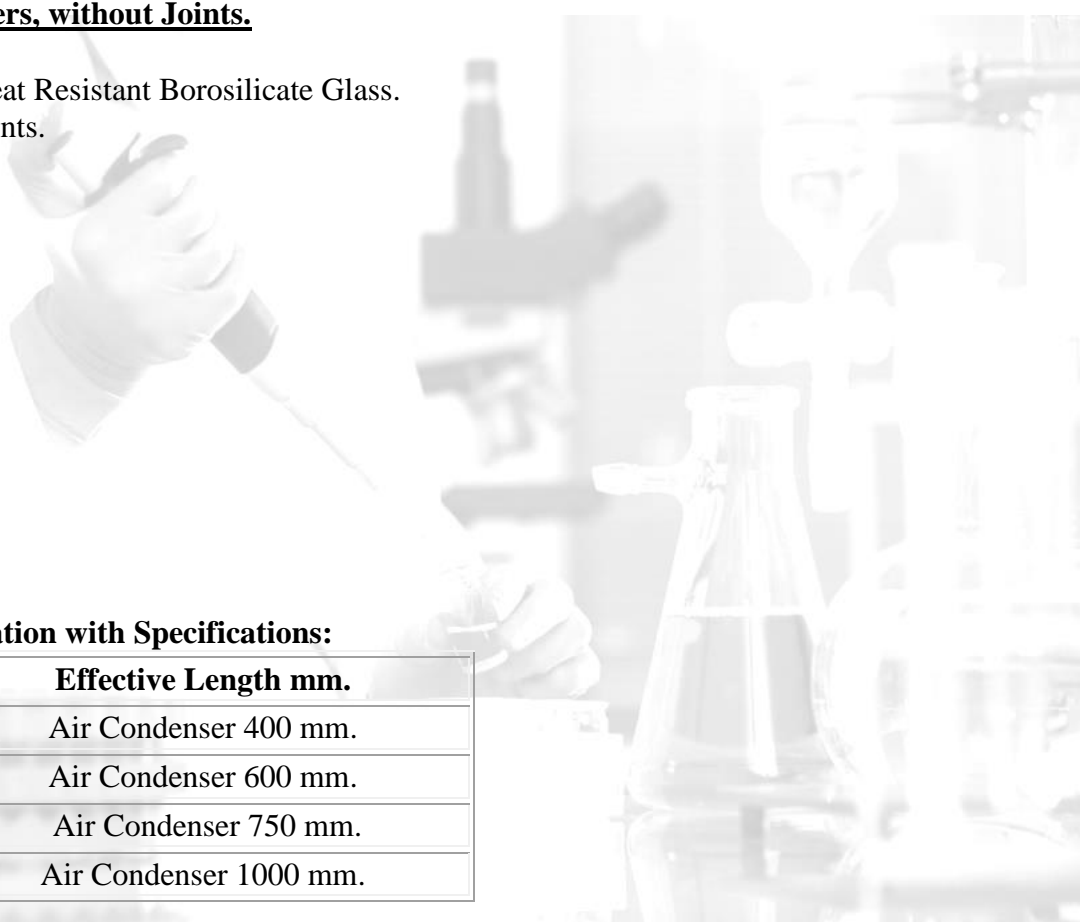 ers, without Joints.
eat Resistant Borosilicate Glass.
nts.
ation with Specifications:
Effective Length mm.
Air Condenser 400 mm.
Air Condenser 600 mm.
Air Condenser 750 mm.
Air Condenser 1000 mm.